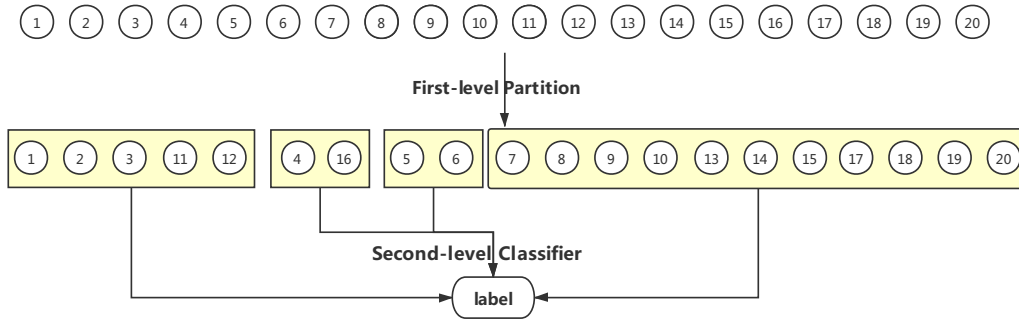 1 2 3 4 5 6 7 8 9 10 11 12 13 14 15 16 17 18 19 20
First-level Partition
1 2 3 11 12 4 16 5 6 7 8 9 10 13 14 15 17 18 19 20
Second-level Classifier
label